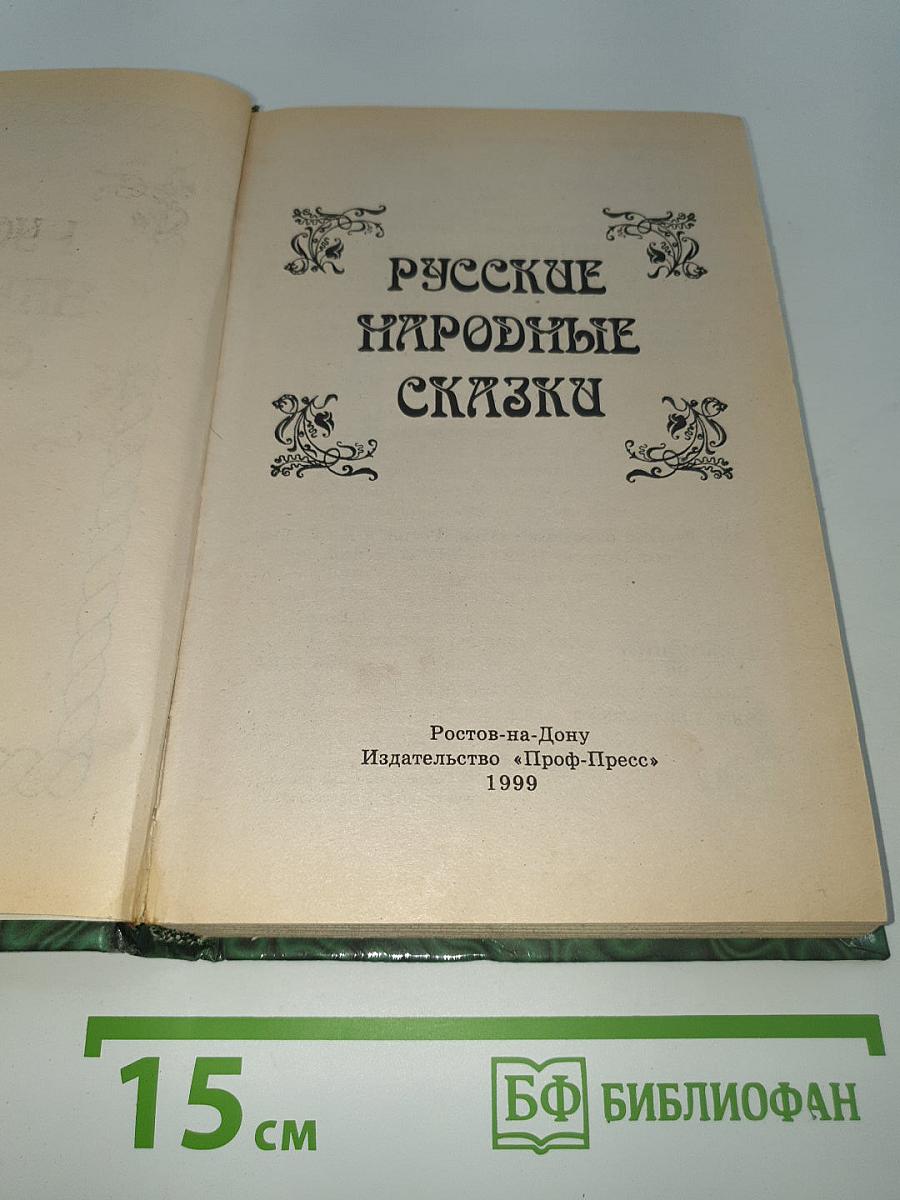 РУССКИЕ
НАРОДНЫЕ
СКАЗКИ
Ростов-на-Дону
Издательство «Проф-Пресс»
1999
15 см
БФ БИБЛИОФАН